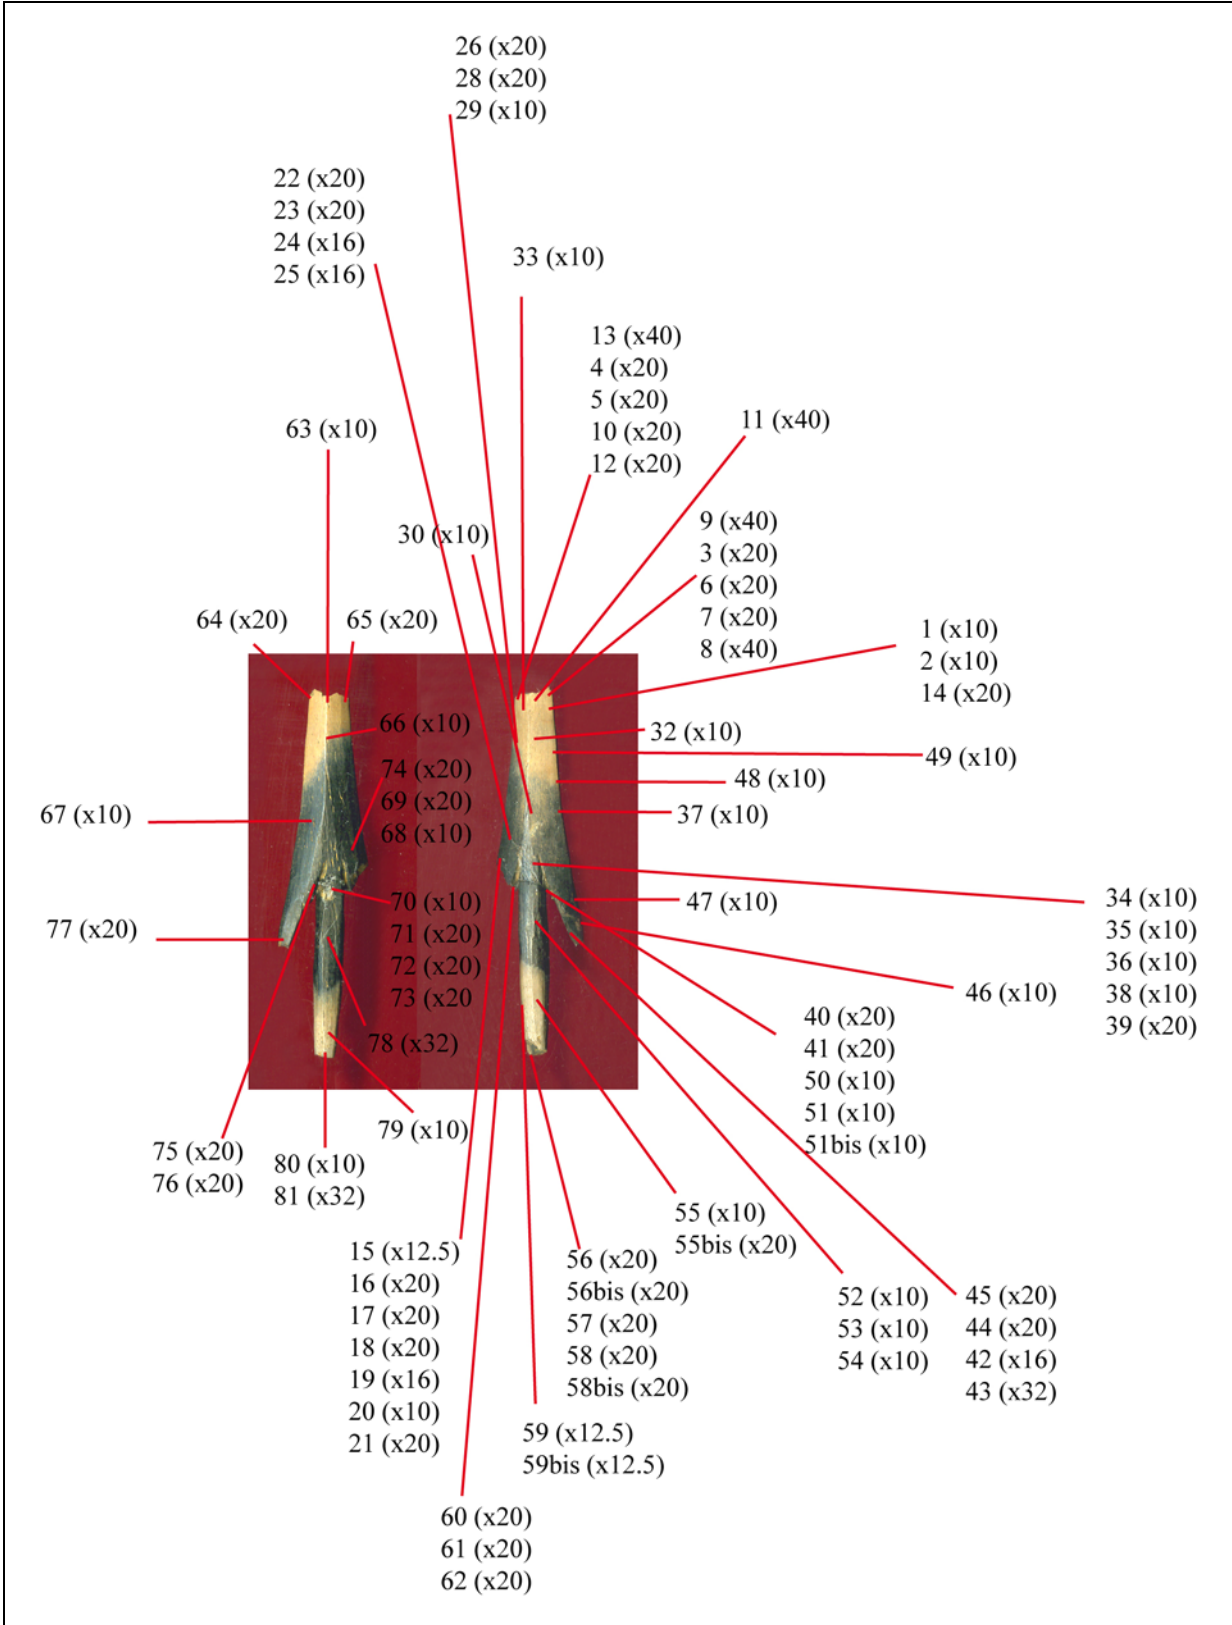 26 (x20)
28 (x20)
29 (x10)
22 (x20)
23 (x20)
24 (x16)
25 (x16)
33 (x10)
13 (x40)
4 (x20)
5 (x20)
10 (x20)
12 (x20)
11 (x40)
63 (x10)
30 (x10)
9 (x40)
3 (x20)
6 (x20)
7 (x20)
8 (x40)
64 (x20)
65 (x20)
1 (x10)
2 (x10)
14 (x20)
66 (x10)
32 (x10)
49 (x10)
74 (x20)
69 (x20)
68 (x10)
48 (x10)
67 (x10)
37 (x10)
70 (x10)
71 (x20)
72 (x20)
73 (x20
47 (x10)
34 (x10)
35 (x10)
36 (x10)
38 (x10)
39 (x20)
77 (x20)
46 (x10)
78 (x32)
40 (x20)
41 (x20)
50 (x10)
51 (x10)
51bis (x10)
79 (x10)
75 (x20)
76 (x20)
80 (x10)
81 (x32)
55 (x10)
55bis (x20)
15 (x12.5)
16 (x20)
17 (x20)
18 (x20)
19 (x16)
20 (x10)
21 (x20)
56 (x20)
56bis (x20)
57 (x20)
58 (x20)
58bis (x20)
52 (x10)
53 (x10)
54 (x10)
45 (x20)
44 (x20)
42 (x16)
43 (x32)
59 (x12.5)
59bis (x12.5)
60 (x20)
61 (x20)
62 (x20)